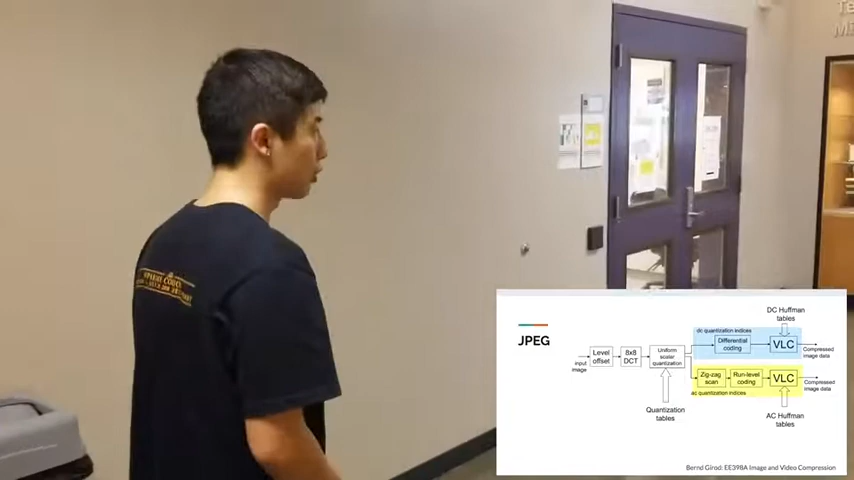 Te
Mi
JPEG
input
image
Level
offset
8x8
DCT
Uniform
scalar
quantization
Quantization
tables
dc quantization indices
Differential
coding
VLC
DC Huffman
tables
Compressed
image data
Zig-zag
scan
Run-level
coding
VLC
ac quantization indices
Compressed
image data
AC Huffman
tables
Bernd Girod: EE398A Image and Video Compression